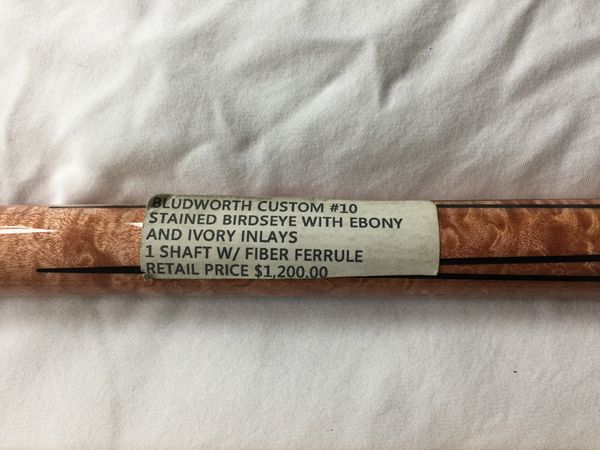 BLUDWORTH CUSTOM #10
STAINED BIRDSEYE WITH EBONY
AND IVORY INLAYS
1 SHAFT W/ FIBER FERRULE
RETAIL PRICE $1,200.00